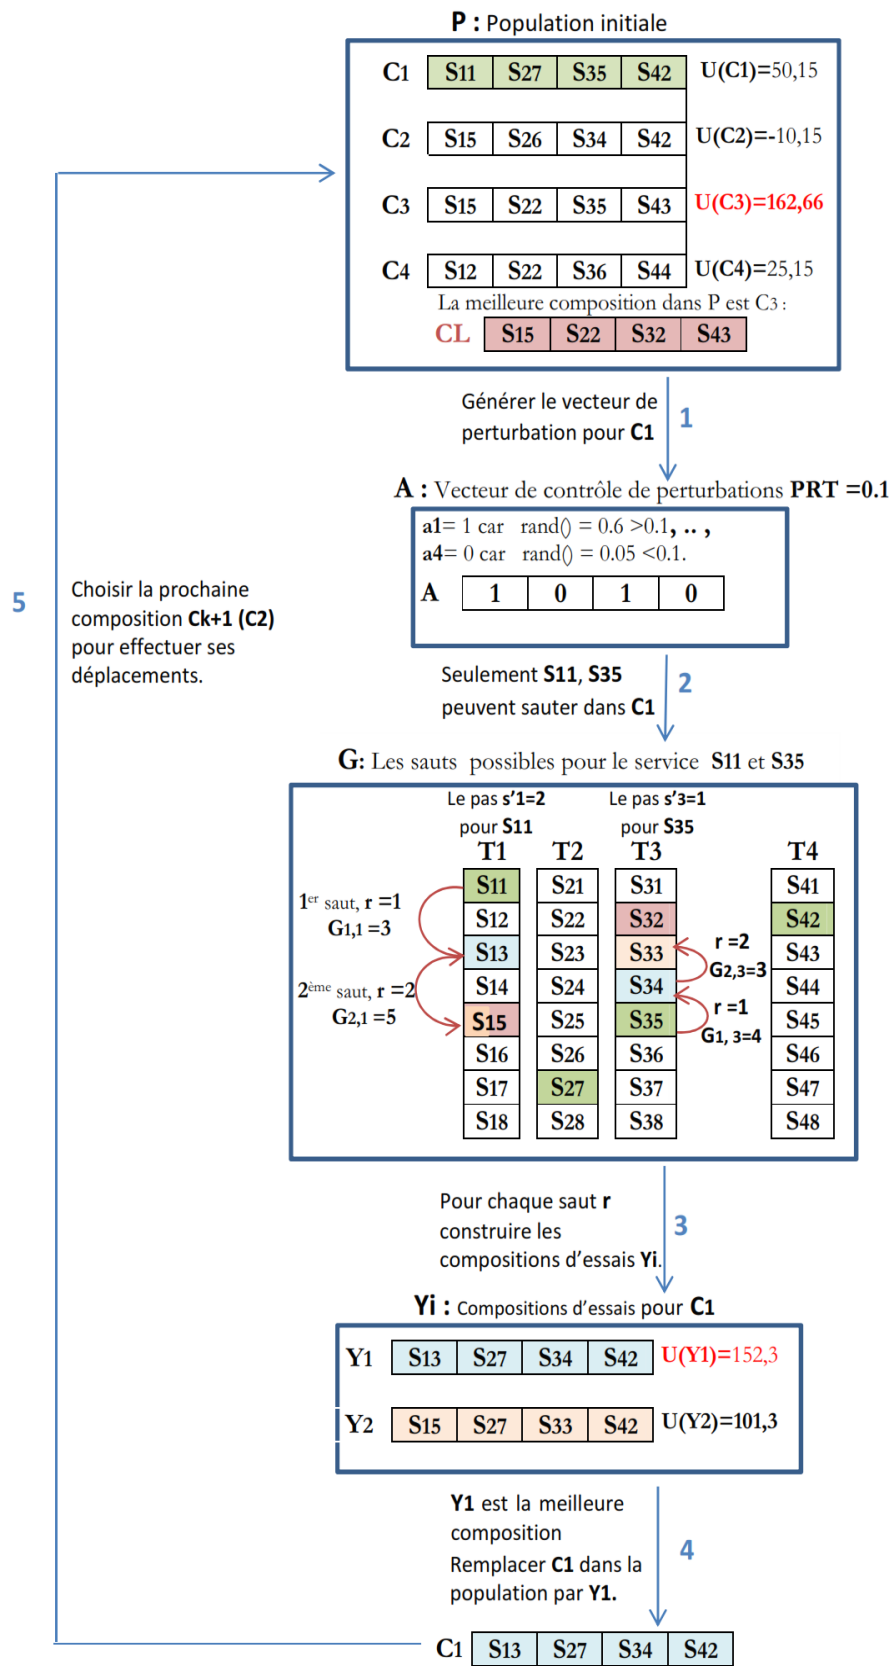 P : Population initiale
C1 S11 S27 S35 S42 U(C1)=50,15
C2 S15 S26 S34 S42 U(C2)=-10,15
C3 S15 S22 S35 S43 U(C3)=162,66
C4 S12 S22 S36 S44 U(C4)=25,15
La meilleure composition dans P est C3 :
CL S15 S22 S32 S43
Générer le vecteur de
perturbation pour C1
1
A : Vecteur de contrôle de perturbations PRT =0.1
a1= 1 car rand() = 0.6 >0.1, .. ,
a4= 0 car rand() = 0.05 <0.1.
A 1 0 1 0
5
Choisir la prochaine
composition Ck+1 (C2)
pour effectuer ses
déplacements.
Seulement S11, S35
peuvent sauter dans C1
2
G: Les sauts possibles pour le service S11 et S35
Le pas s'1=2
pour S11
Le pas s'3=1
pour S35
T1 T2 T3 T4
S11 S21 S31 S41
S12 S22 S32 S42
S13 S23 S33 S43
S14 S24 S34 S44
S15 S25 S35 S45
S16 S26 S36 S46
S17 S27 S37 S47
S18 S28 S38 S48
1er saut, r =1
G1,1 =3
2ème saut, r =2
G2,1 =5
r =2
G2,3=3
r =1
G1, 3=4
Pour chaque saut r
construire les
compositions d'essais Yi.
3
Yi : Compositions d'essais pour C1
Y1 S13 S27 S34 S42 U(Y1)=152,3
Y2 S15 S27 S33 S42 U(Y2)=101,3
Y1 est la meilleure
composition
Remplacer C1 dans la
population par Y1.
4
C1 S13 S27 S34 S42